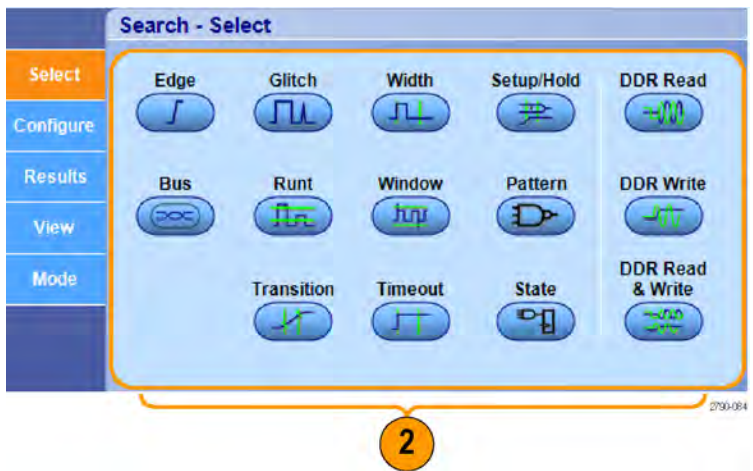 Search - Select
Select
Configure
Results
View
Mode
Edge Glitch Width Setup/Hold DDR Read
Bus Runt Window Pattern DDR Write
Transition Timeout State DDR Read
& Write
2
2790-084